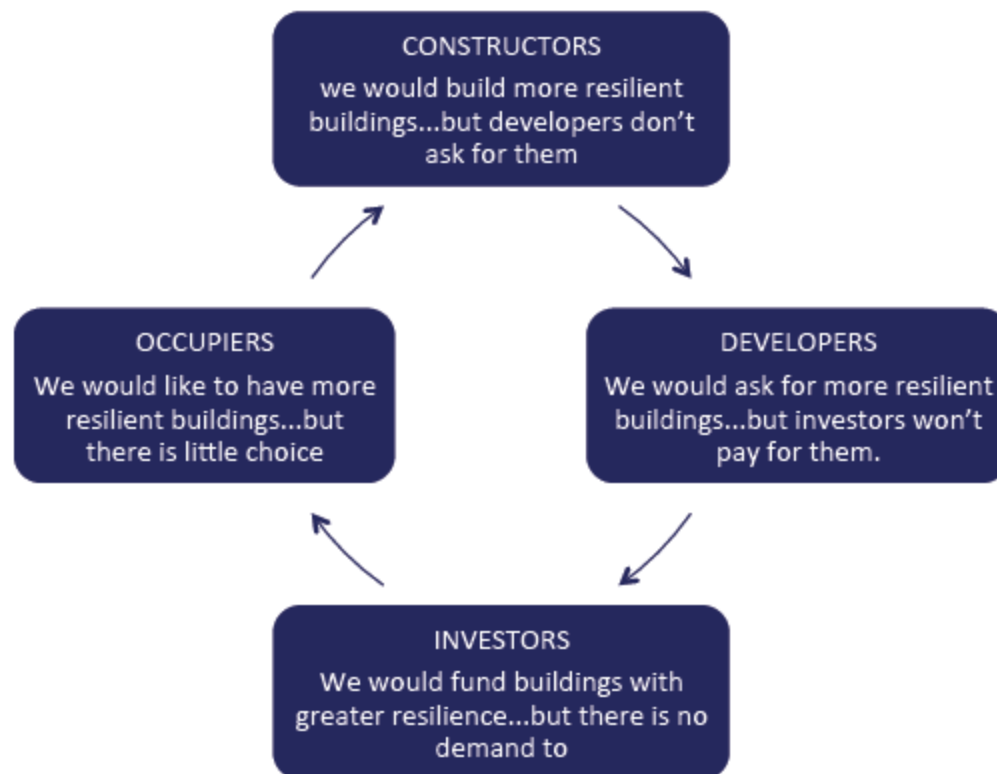 CONSTRUCTORS
we would build more resilient
buildings...but developers don't
ask for them
OCCUPIERS
We would like to have more
resilient buildings...but
there is little choice
DEVELOPERS
We would ask for more resilient
buildings...but investors won't
pay for them.
INVESTORS
We would fund buildings with
greater resilience...but there is no
demand to